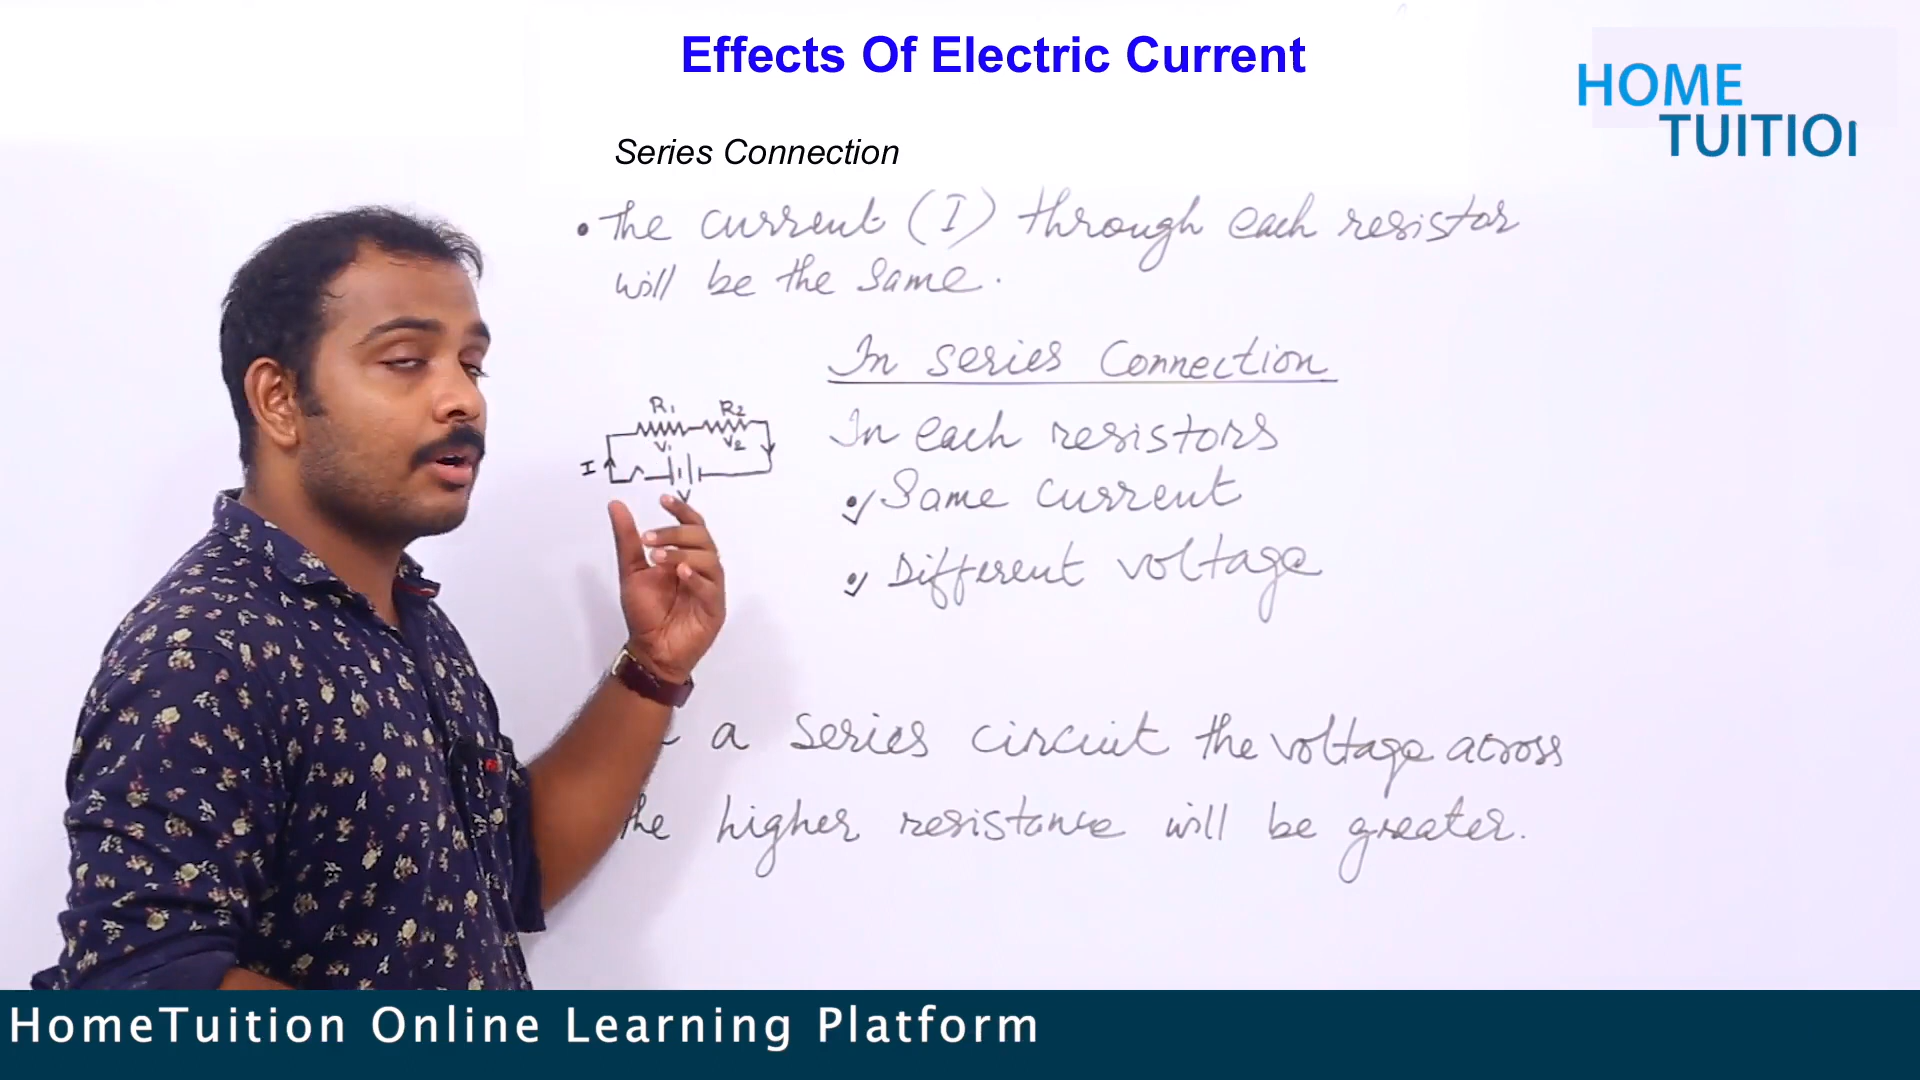 Effects Of Electric Current
HOME
TUITION
Series Connection
• The current (I) through each resistor
will be the same.
In series Connection
R1 R2
V1 V2
I
V
In each resistors
• Same current
• Different voltage
a series circuit the voltage across
the higher resistance will be greater.
HomeTuition Online Learning Platform